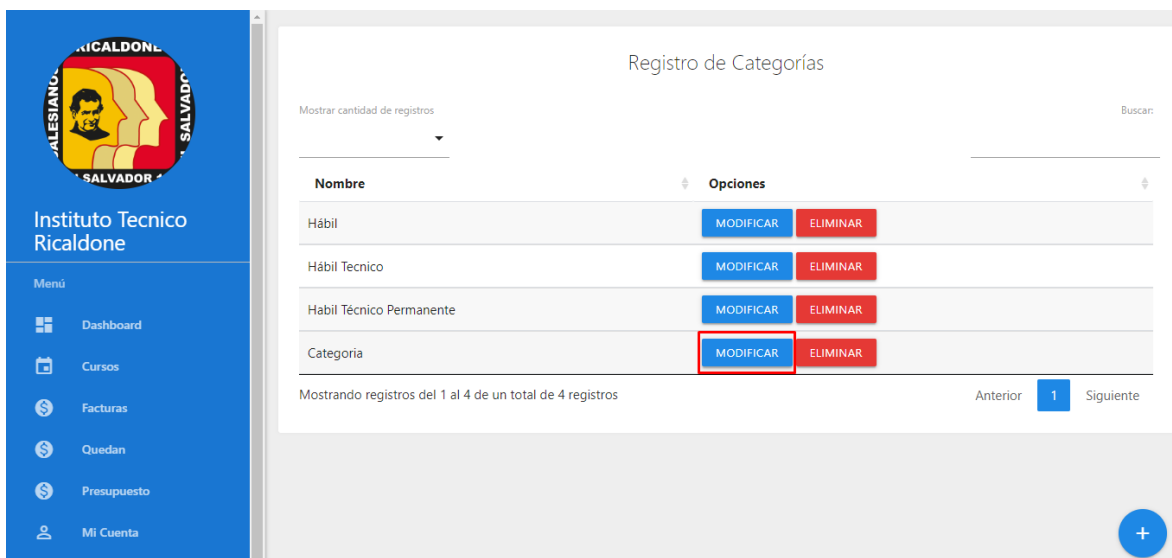 RICALDONE
SALESIANOS
SALVADOR
SALVADOR
Instituto Tecnico
Ricaldone
Menú
Dashboard
Cursos
Facturas
Quedan
Presupuesto
Mi Cuenta
Registro de Categorías
Mostrar cantidad de registros
Buscar:
Nombre Opciones
Hábil MODIFICAR ELIMINAR
Hábil Tecnico MODIFICAR ELIMINAR
Habil Técnico Permanente MODIFICAR ELIMINAR
Categoria MODIFICAR ELIMINAR
Mostrando registros del 1 al 4 de un total de 4 registros
Anterior 1 Siguiente
+